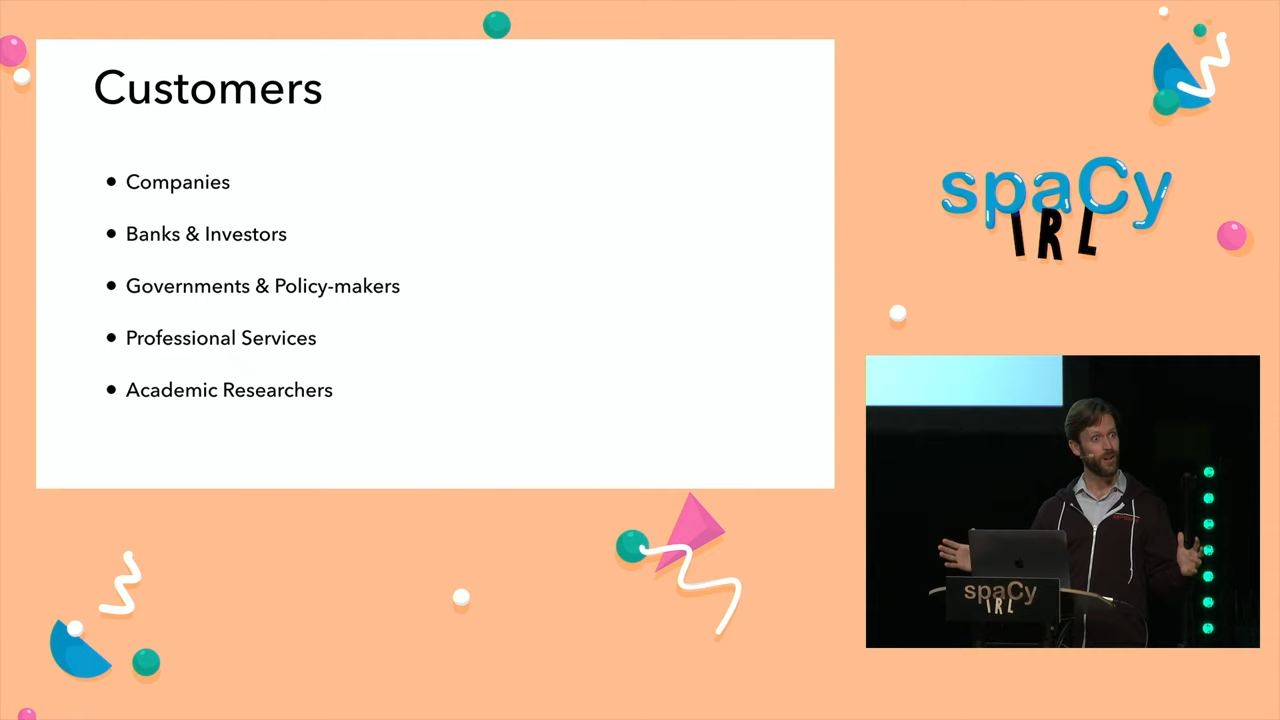 Customers
• Companies
• Banks & Investors
• Governments & Policy-makers
• Professional Services
• Academic Researchers
spaCy
IRL
spaCy
IRL